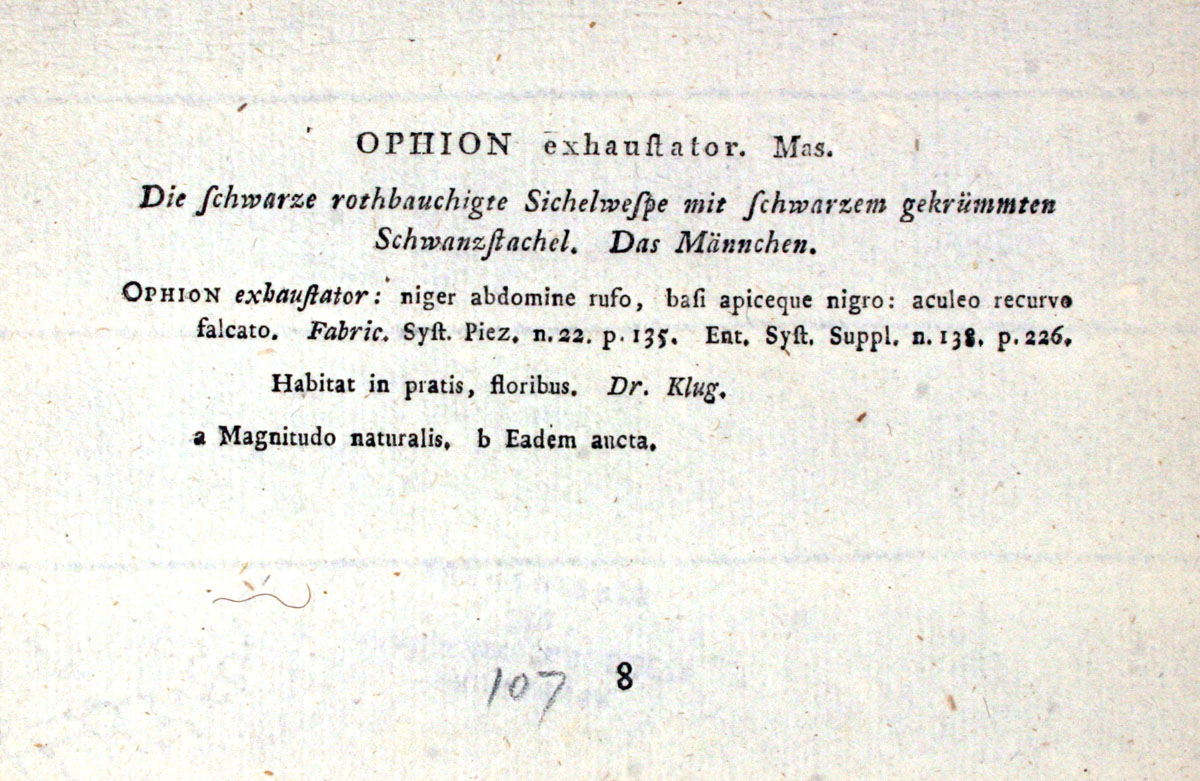 OPHION exhauſtator. Mas.
Die ſchwarze rothbauchigte Sichelweſpe mit ſchwarzem gekrümmten
Schwanzſtachel. Das Männchen.
OPHION exhauſtator: niger abdomine rufo, baſi apiceque nigro: aculeo recurvo
falcato. Fabric. Syſt. Piez. n. 22. p. 135. Ent. Syſt. Suppl. n. 138. p. 226.
Habitat in pratis, floribus. Dr. Klug.
a Magnitudo naturalis. b Eadem aucta.
107 8